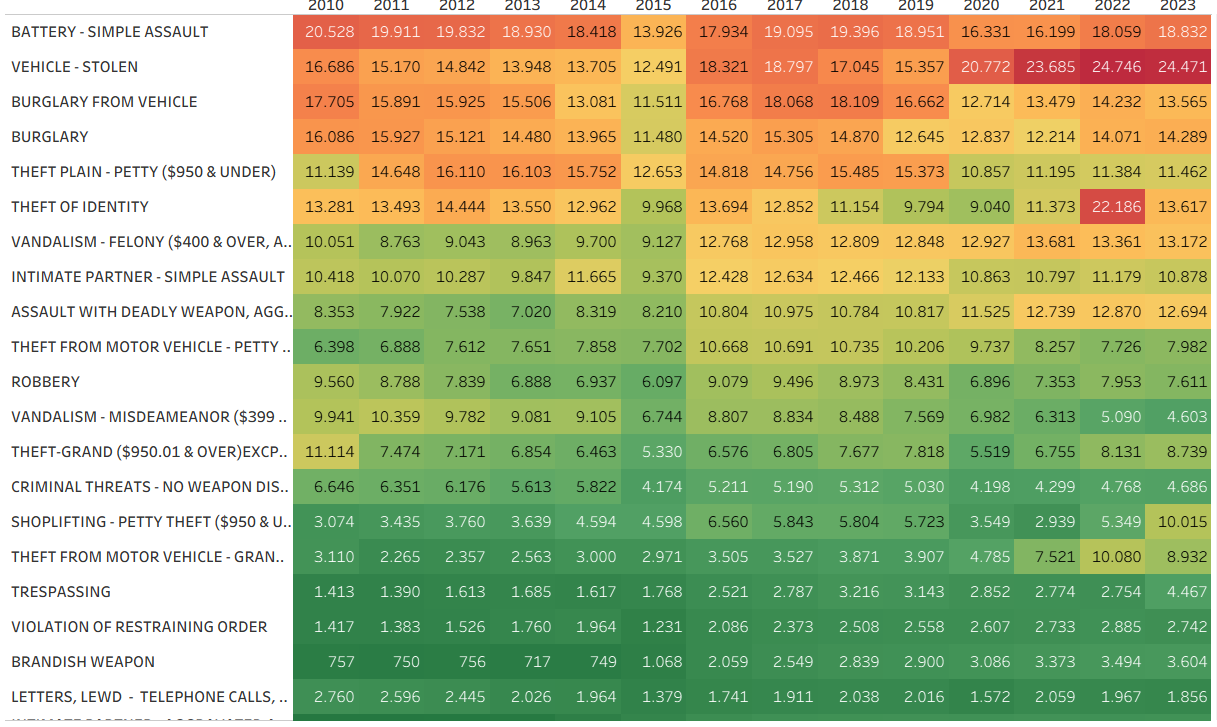 2010 2011 2012 2013 2014 2015 2016 2017 2018 2019 2020 2021 2022 2023
BATTERY - SIMPLE ASSAULT 20.528 19.911 19.832 18.930 18.418 13.926 17.934 19.095 19.396 18.951 16.331 16.199 18.059 18.832
VEHICLE - STOLEN 16.686 15.170 14.842 13.948 13.705 12.491 18.321 18.797 17.045 15.357 20.772 23.685 24.746 24.471
BURGLARY FROM VEHICLE 17.705 15.891 15.925 15.506 13.081 11.511 16.768 18.068 18.109 16.662 12.714 13.479 14.232 13.565
BURGLARY 16.086 15.927 15.121 14.480 13.965 11.480 14.520 15.305 14.870 12.645 12.837 12.214 14.071 14.289
THEFT PLAIN - PETTY ($950 & UNDER) 11.139 14.648 16.110 16.103 15.752 12.653 14.818 14.756 15.485 15.373 10.857 11.195 11.384 11.462
THEFT OF IDENTITY 13.281 13.493 14.444 13.550 12.962 9.968 13.694 12.852 11.154 9.794 9.040 11.373 22.186 13.617
VANDALISM - FELONY ($400 & OVER, A.. 10.051 8.763 9.043 8.963 9.700 9.127 12.768 12.958 12.809 12.848 12.927 13.681 13.361 13.172
INTIMATE PARTNER - SIMPLE ASSAULT 10.418 10.070 10.287 9.847 11.665 9.370 12.428 12.634 12.466 12.133 10.863 10.797 11.179 10.878
ASSAULT WITH DEADLY WEAPON, AGG.. 8.353 7.922 7.538 7.020 8.319 8.210 10.804 10.975 10.784 10.817 11.525 12.739 12.870 12.694
THEFT FROM MOTOR VEHICLE - PETTY .. 6.398 6.888 7.612 7.651 7.858 7.702 10.668 10.691 10.735 10.206 9.737 8.257 7.726 7.982
ROBBERY 9.560 8.788 7.839 6.888 6.937 6.097 9.079 9.496 8.973 8.431 6.896 7.353 7.953 7.611
VANDALISM - MISDEAMEANOR ($399 .. 9.941 10.359 9.782 9.081 9.105 6.744 8.807 8.834 8.488 7.569 6.982 6.313 5.090 4.603
THEFT-GRAND ($950.01 & OVER)EXCP.. 11.114 7.474 7.171 6.854 6.463 5.330 6.576 6.805 7.677 7.818 5.519 6.755 8.131 8.739
CRIMINAL THREATS - NO WEAPON DIS.. 6.646 6.351 6.176 5.613 5.822 4.174 5.211 5.190 5.312 5.030 4.198 4.299 4.768 4.686
SHOPLIFTING - PETTY THEFT ($950 & U.. 3.074 3.435 3.760 3.639 4.594 4.598 6.560 5.843 5.804 5.723 3.549 2.939 5.349 10.015
THEFT FROM MOTOR VEHICLE - GRAN.. 3.110 2.265 2.357 2.563 3.000 2.971 3.505 3.527 3.871 3.907 4.785 7.521 10.080 8.932
TRESPASSING 1.413 1.390 1.613 1.685 1.617 1.768 2.521 2.787 3.216 3.143 2.852 2.774 2.754 4.467
VIOLATION OF RESTRAINING ORDER 1.417 1.383 1.526 1.760 1.964 1.231 2.086 2.373 2.508 2.558 2.607 2.733 2.885 2.742
BRANDISH WEAPON 757 750 756 717 749 1.068 2.059 2.549 2.839 2.900 3.086 3.373 3.494 3.604
LETTERS, LEWD - TELEPHONE CALLS, .. 2.760 2.596 2.445 2.026 1.964 1.379 1.741 1.911 2.038 2.016 1.572 2.059 1.967 1.856